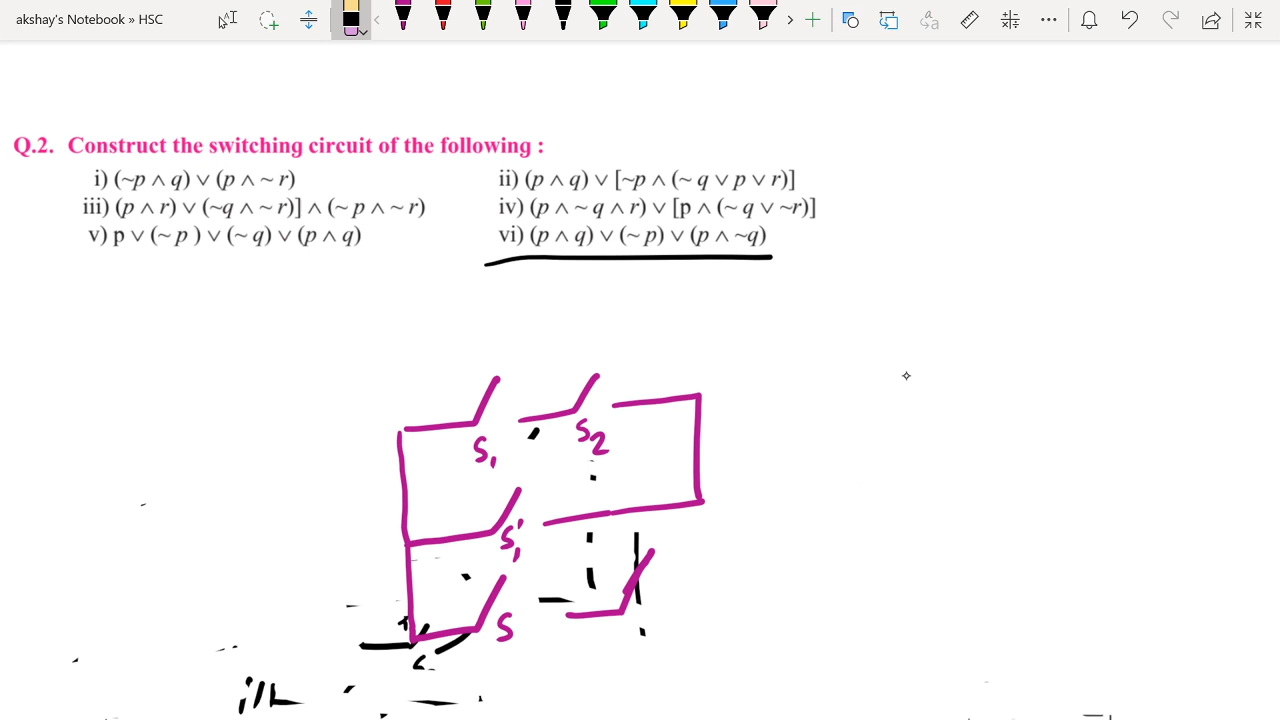 akshay's Notebook » HSC
Q.2. Construct the switching circuit of the following :
i) (~p ∧ q) ∨ (p ∧ ~ r)
ii) (p ∧ q) ∨ [~p ∧ (~ q ∨ p ∨ r)]
iii) (p ∧ r) ∨ (~q ∧ ~ r)] ∧ (~ p ∧ ~ r)
iv) (p ∧ ~ q ∧ r) ∨ [p ∧ (~ q ∨ ~r)]
v) p ∨ (~ p ) ∨ (~ q) ∨ (p ∧ q)
vi) (p ∧ q) ∨ (~ p) ∨ (p ∧ ~q)
S₁ S₂
S₁'
S